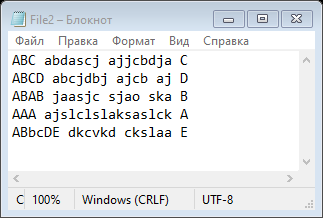 File2 – Блокнот
Файл Правка Формат Вид Справка
ABC abdascj ajjcbdja C
ABCD abcjdbj ajcb aj D
ABAB jaasjc sjao ska B
AAA ajslclslaksaslck A
ABbcDE dkcvkd ckslaa E
С 100% Windows (CRLF) UTF-8